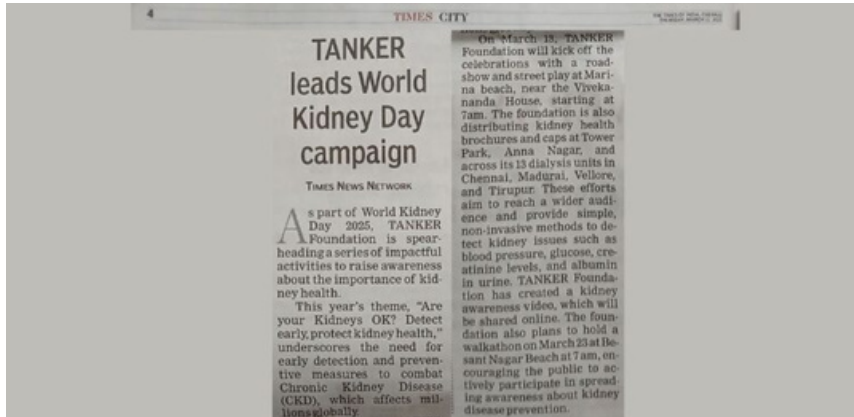 4
TIMES CITY
TANKER
leads World
Kidney Day
campaign
TIMES NEWS NETWORK
As part of World Kidney
Day 2025, TANKER
Foundation is spear-
heading a series of impactful
activities to raise awareness
about the importance of kid-
ney health.
This year's theme, "Are
your Kidneys OK? Detect
early, protect kidney health,"
underscores the need for
early detection and preven-
tive measures to combat
Chronic Kidney Disease
(CKD), which affects mil-
lions globally.
On March 13, TANKER
Foundation will kick off the
celebrations with a road-
show and street play at Mari-
na beach, near the Viveka-
nanda House, starting at
7am. The foundation is also
distributing kidney health
brochures and caps at Tower
Park, Anna Nagar, and
across its 13 dialysis units in
Chennai, Madurai, Vellore,
and Tirupur. These efforts
aim to reach a wider audi-
ence and provide simple,
non-invasive methods to de-
tect kidney issues such as
blood pressure, glucose, cre-
atinine levels, and albumin
in urine. TANKER Founda-
tion has created a kidney
awareness video, which will
be shared online. The foun-
dation also plans to hold a
walkathon on March 23 at Be-
sant Nagar Beach at 7 am, en-
couraging the public to ac-
tively participate in spread-
ing awareness about kidney
disease prevention.